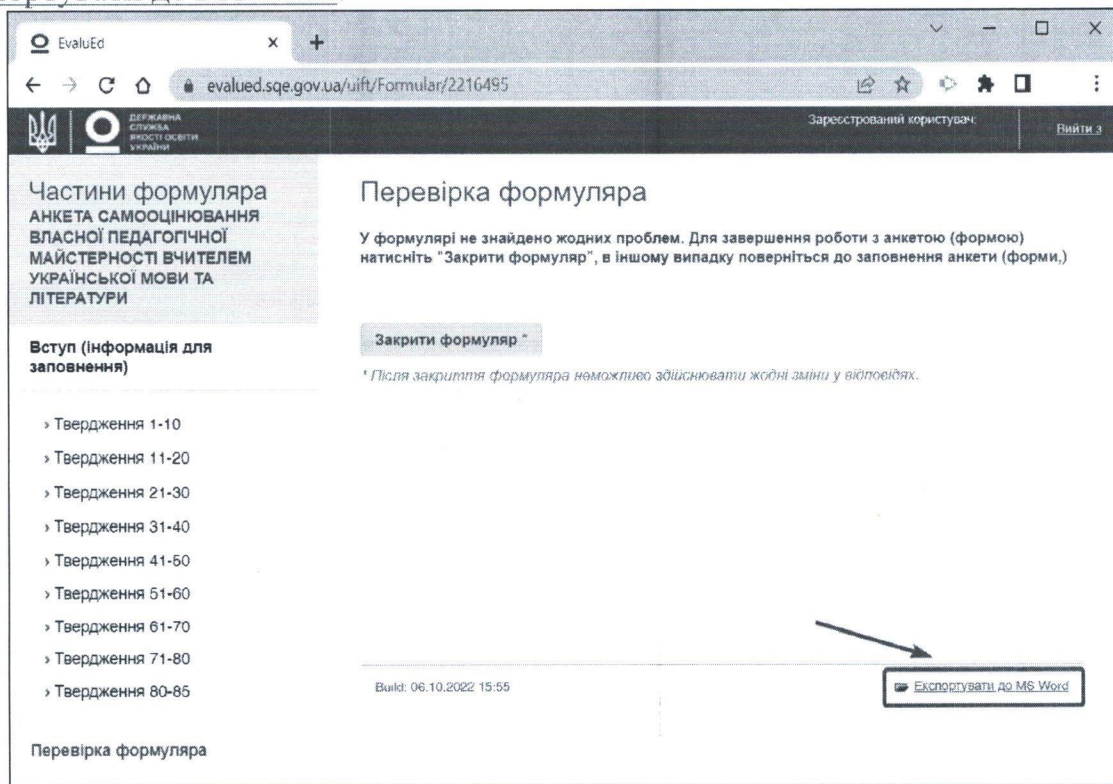 EvaluEd
evalued.sqe.gov.ua/uift/Formular/2216495
ДЕРЖАВНА
СЛУЖБА
ЯКОСТІ ОСВІТИ
УКРАЇНИ
Зареєстрований користувач:
Вийти з
Частини формуляра
АНКЕТА САМООЦІНЮВАННЯ
ВЛАСНОЇ ПЕДАГОГІЧНОЇ
МАЙСТЕРНОСТІ ВЧИТЕЛЕМ
УКРАЇНСЬКОЇ МОВИ ТА
ЛІТЕРАТУРИ
Вступ (інформація для
заповнення)
› Твердження 1-10
› Твердження 11-20
› Твердження 21-30
› Твердження 31-40
› Твердження 41-50
› Твердження 51-60
› Твердження 61-70
› Твердження 71-80
› Твердження 80-85
Перевірка формуляра
Перевірка формуляра
У формулярі не знайдено жодних проблем. Для завершення роботи з анкетою (формою)
натисніть "Закрити формуляр", в іншому випадку поверніться до заповнення анкети (форми,)
Закрити формуляр *
* Після закриття формуляра неможливо здійснювати жодні зміни у відповідях.
Build: 06.10.2022 15:55
Експортувати до MS Word